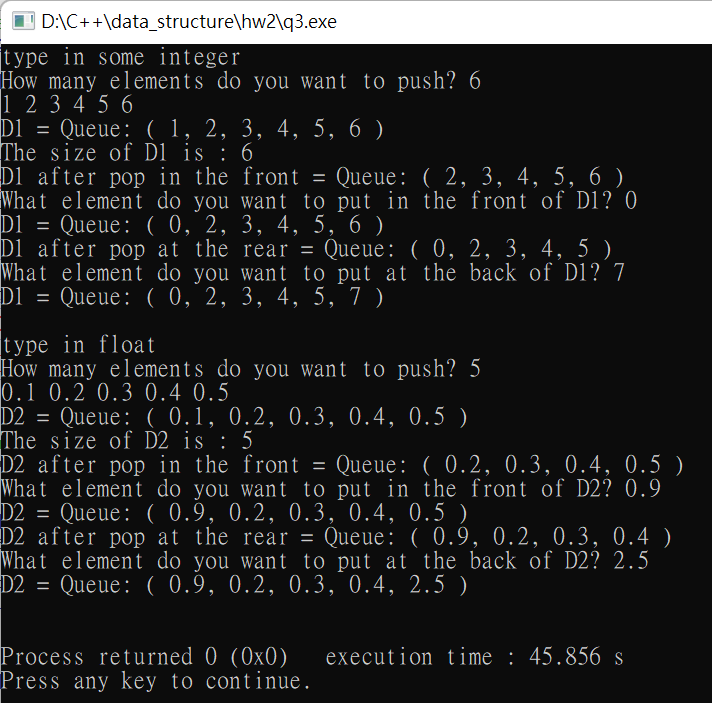 D:\C++\data_structure\hw2\q3.exe
type in some integer
How many elements do you want to push? 6
1 2 3 4 5 6
D1 = Queue: ( 1, 2, 3, 4, 5, 6 )
The size of D1 is : 6
D1 after pop in the front = Queue: ( 2, 3, 4, 5, 6 )
What element do you want to put in the front of D1? 0
D1 = Queue: ( 0, 2, 3, 4, 5, 6 )
D1 after pop at the rear = Queue: ( 0, 2, 3, 4, 5 )
What element do you want to put at the back of D1? 7
D1 = Queue: ( 0, 2, 3, 4, 5, 7 )
type in float
How many elements do you want to push? 5
0.1 0.2 0.3 0.4 0.5
D2 = Queue: ( 0.1, 0.2, 0.3, 0.4, 0.5 )
The size of D2 is : 5
D2 after pop in the front = Queue: ( 0.2, 0.3, 0.4, 0.5 )
What element do you want to put in the front of D2? 0.9
D2 = Queue: ( 0.9, 0.2, 0.3, 0.4, 0.5 )
D2 after pop at the rear = Queue: ( 0.9, 0.2, 0.3, 0.4 )
What element do you want to put at the back of D2? 2.5
D2 = Queue: ( 0.9, 0.2, 0.3, 0.4, 2.5 )
Process returned 0 (0x0)   execution time : 45.856 s
Press any key to continue.